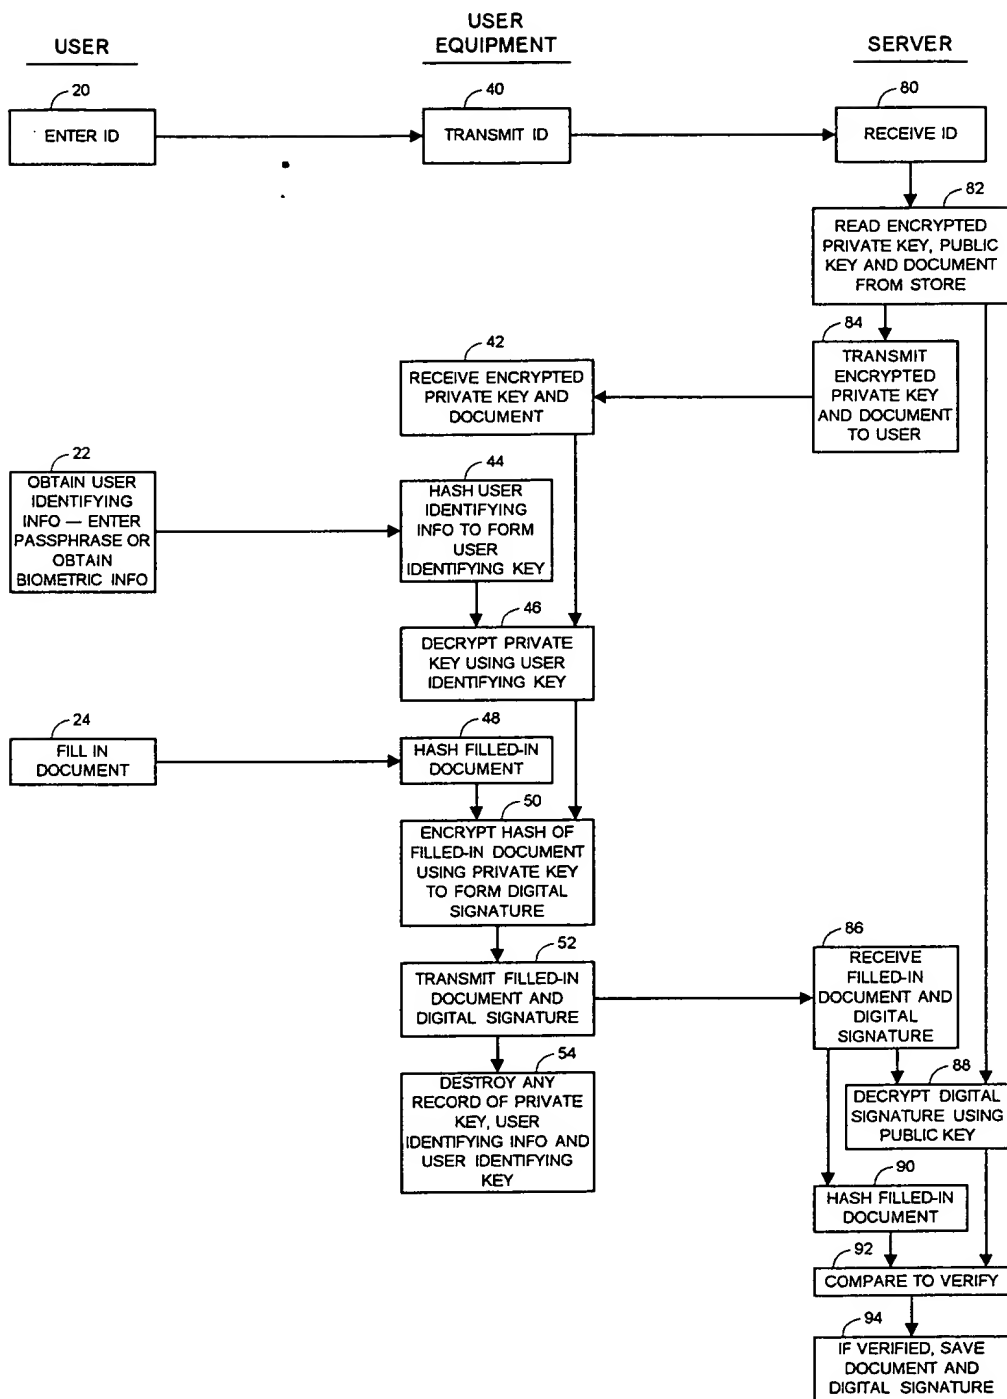 USER
USER
EQUIPMENT
SERVER
20
ENTER ID
40
TRANSMIT ID
80
RECEIVE ID
82
READ ENCRYPTED
PRIVATE KEY, PUBLIC
KEY AND DOCUMENT
FROM STORE
84
TRANSMIT
ENCRYPTED
PRIVATE KEY
AND DOCUMENT
TO USER
42
RECEIVE ENCRYPTED
PRIVATE KEY AND
DOCUMENT
22
OBTAIN USER
IDENTIFYING
INFO — ENTER
PASSPHRASE OR
OBTAIN
BIOMETRIC INFO
44
HASH USER
IDENTIFYING
INFO TO FORM
USER
IDENTIFYING KEY
46
DECRYPT PRIVATE
KEY USING USER
IDENTIFYING KEY
24
FILL IN
DOCUMENT
48
HASH FILLED-IN
DOCUMENT
50
ENCRYPT HASH OF
FILLED-IN DOCUMENT
USING PRIVATE KEY
TO FORM DIGITAL
SIGNATURE
52
TRANSMIT FILLED-IN
DOCUMENT AND
DIGITAL SIGNATURE
86
RECEIVE
FILLED-IN
DOCUMENT AND
DIGITAL
SIGNATURE
54
DESTROY ANY
RECORD OF PRIVATE
KEY, USER
IDENTIFYING INFO AND
USER IDENTIFYING
KEY
88
DECRYPT DIGITAL
SIGNATURE USING
PUBLIC KEY
90
HASH FILLED-IN
DOCUMENT
92
COMPARE TO VERIFY
94
IF VERIFIED, SAVE
DOCUMENT AND
DIGITAL SIGNATURE